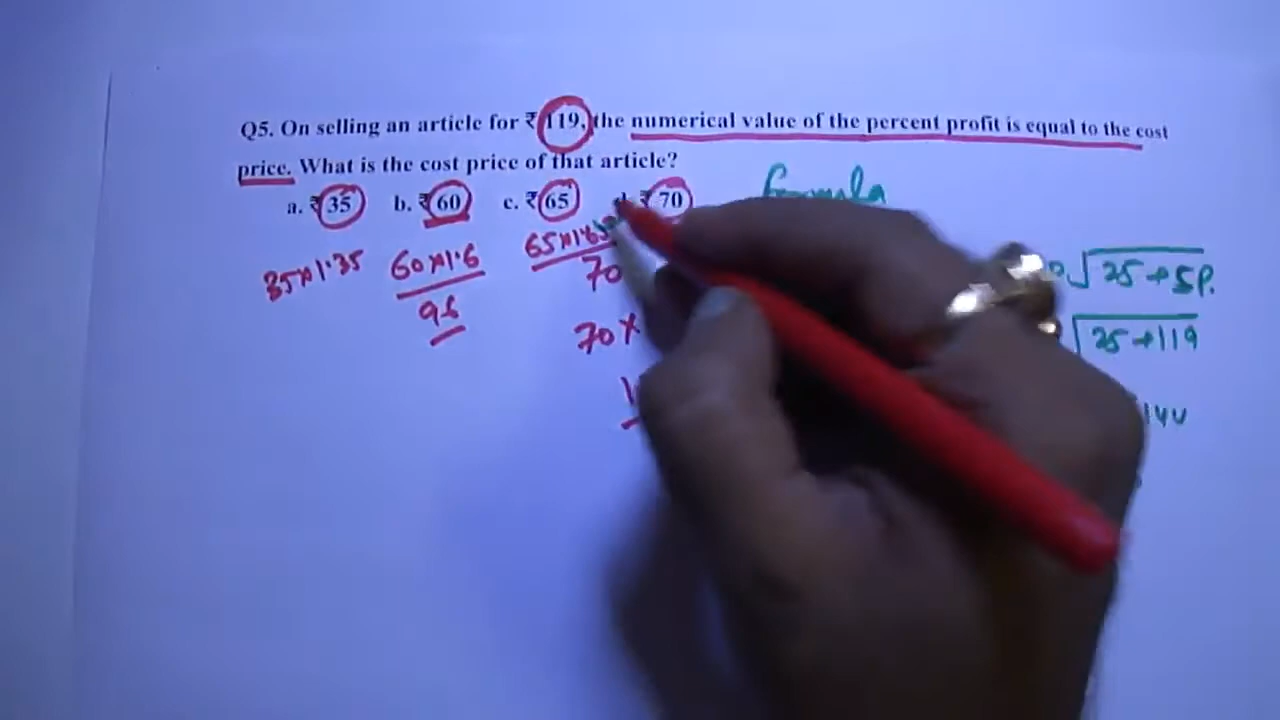 Q5. On selling an article for ₹ 119, the numerical value of the percent profit is equal to the cost
price. What is the cost price of that article?
a. ₹ 35 b. ₹ 60 c. ₹ 65 ₹ 70
formula
35×1.35 60×1.6 65×1.65
96
70
70×
√25+SP.
√25+119
144